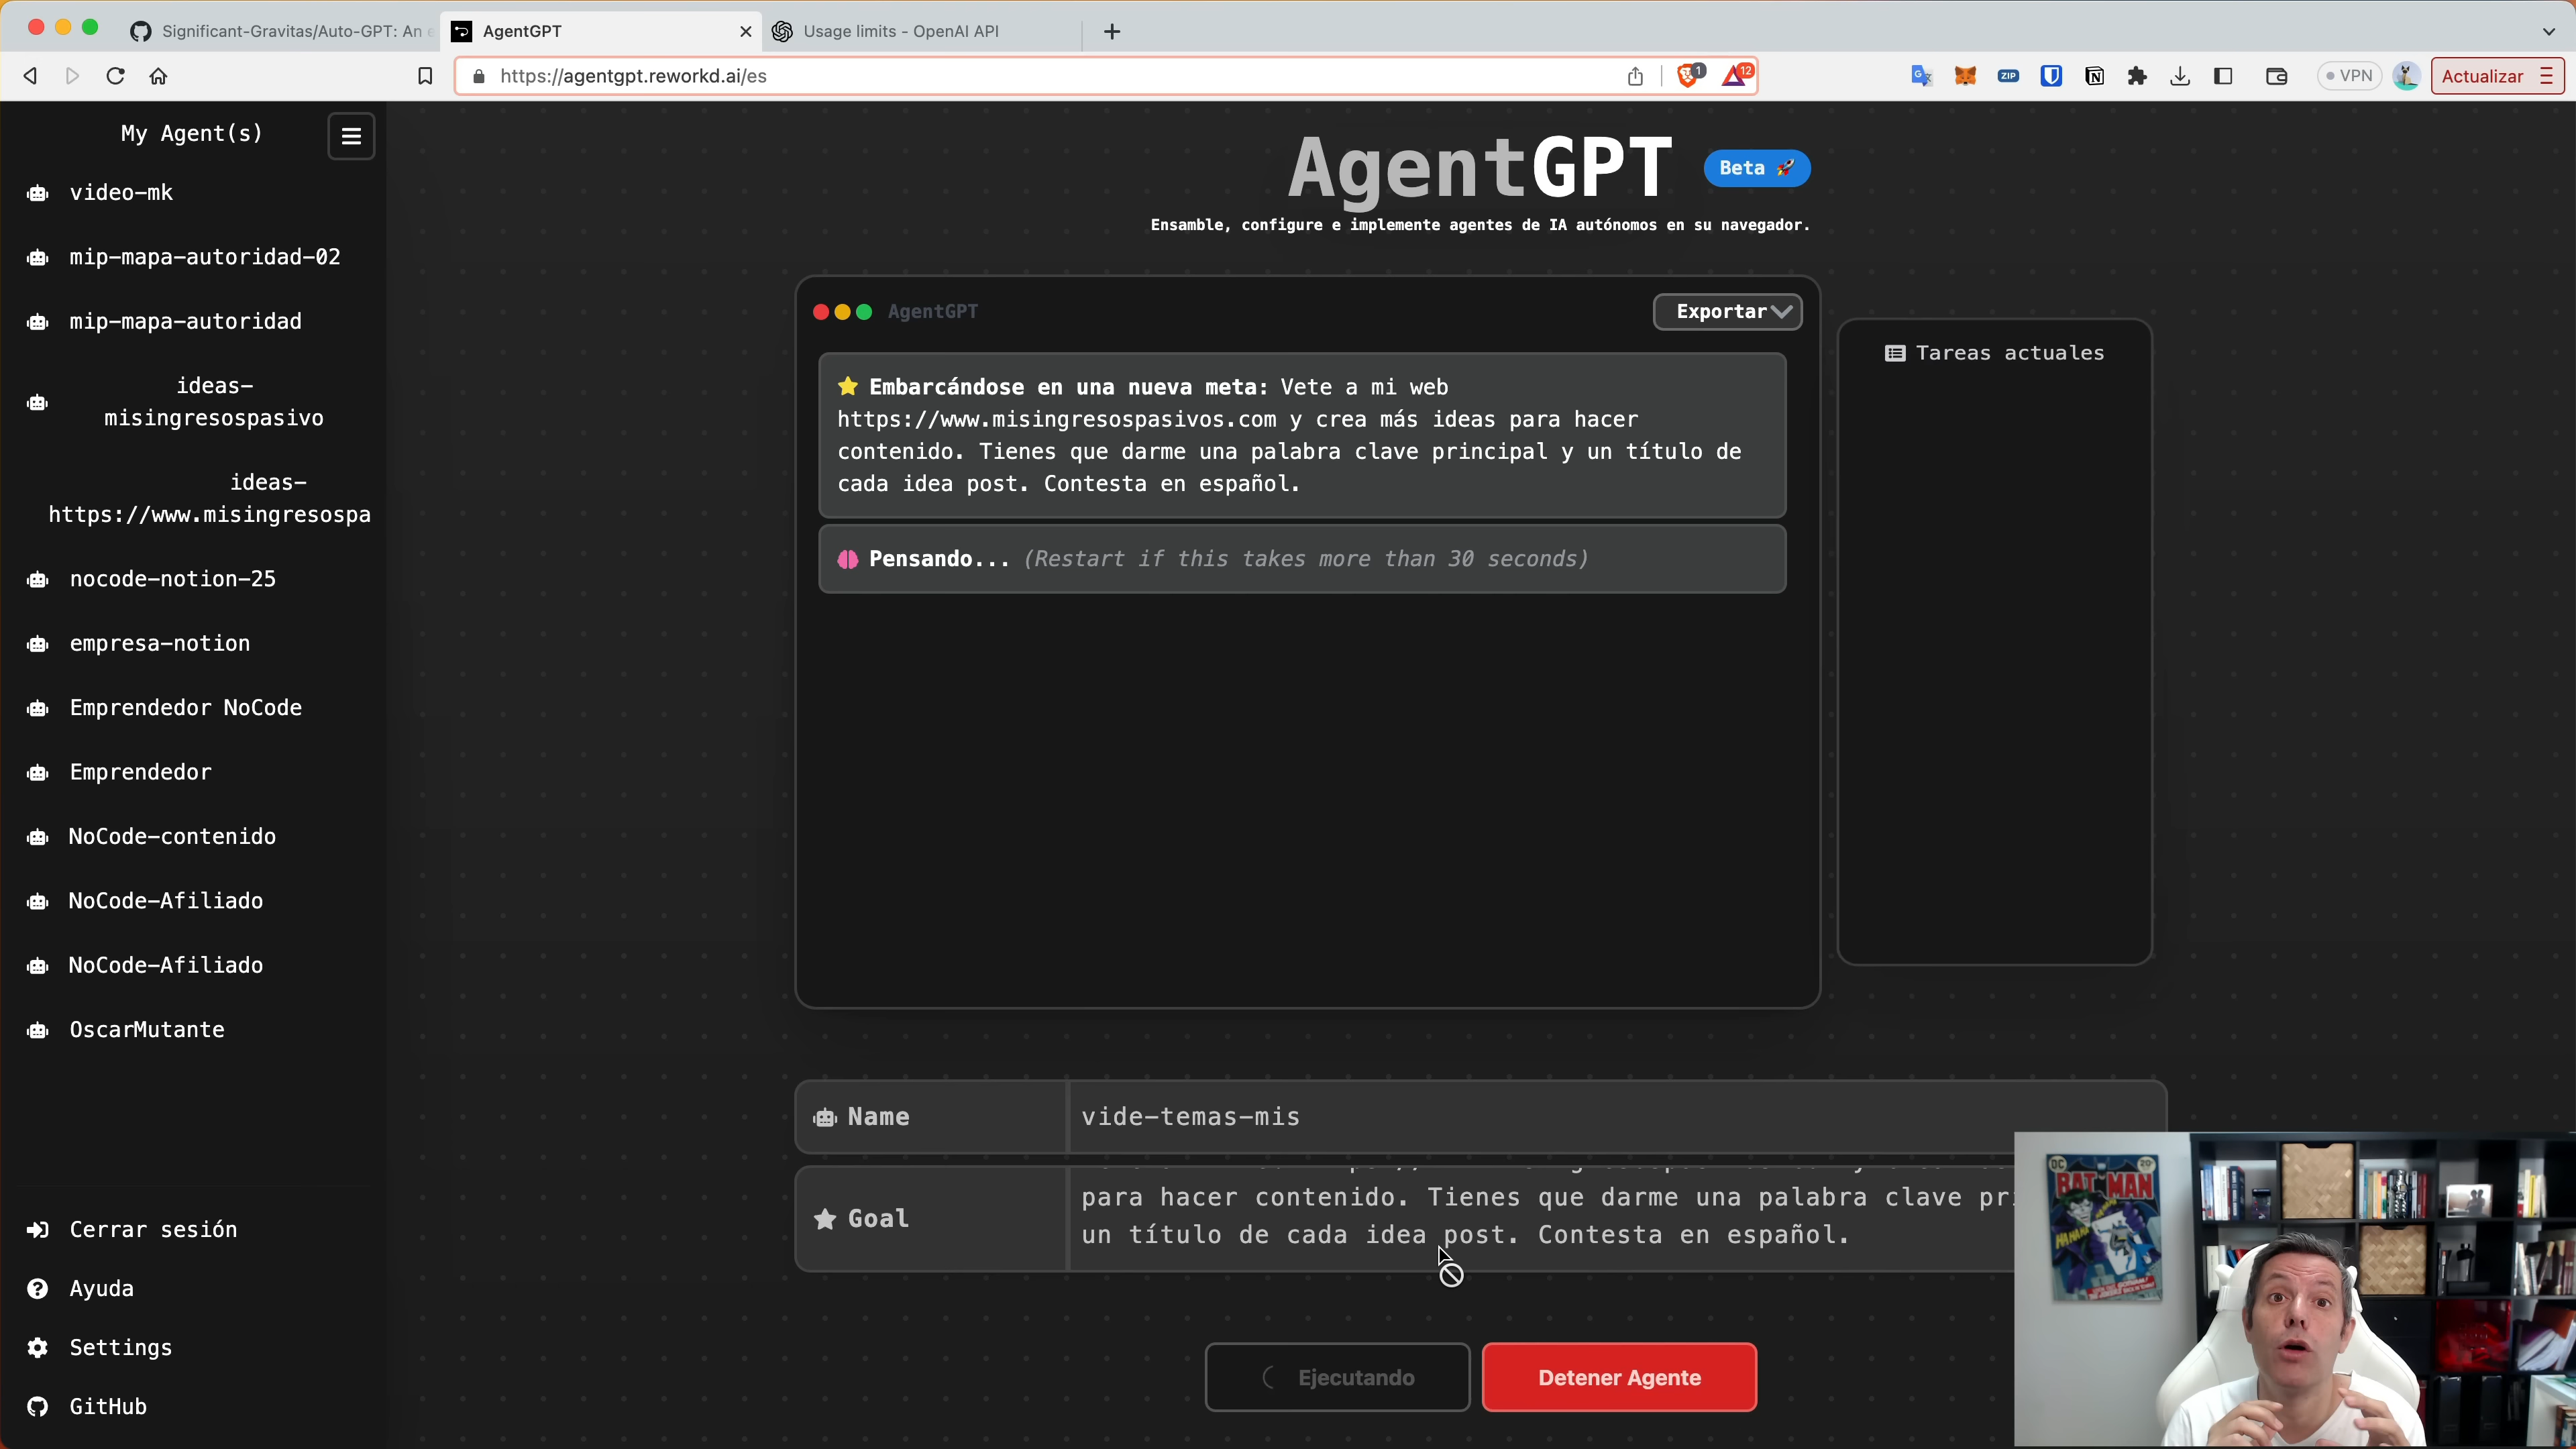 Significant-Gravitas/Auto-GPT: An e
AgentGPT
Usage limits - OpenAI API
https://agentgpt.reworkd.ai/es
1
12
ZIP
VPN
Actualizar
My Agent(s)
video-mk
mip-mapa-autoridad-02
mip-mapa-autoridad
ideas-
misingresospasivo
ideas-
https://www.misingresospa
nocode-notion-25
empresa-notion
Emprendedor NoCode
Emprendedor
NoCode-contenido
NoCode-Afiliado
NoCode-Afiliado
OscarMutante
Cerrar sesión
Ayuda
Settings
GitHub
AgentGPT
Beta
Ensamble, configure e implemente agentes de IA autónomos en su navegador.
AgentGPT
Exportar
Embarcándose en una nueva meta: Vete a mi web
https://www.misingresospasivos.com y crea más ideas para hacer
contenido. Tienes que darme una palabra clave principal y un título de
cada idea post. Contesta en español.
Pensando... (Restart if this takes more than 30 seconds)
Tareas actuales
Name
vide-temas-mis
Goal
para hacer contenido. Tienes que darme una palabra clave pri
un título de cada idea post. Contesta en español.
Ejecutando
Detener Agente
DC
BATMAN